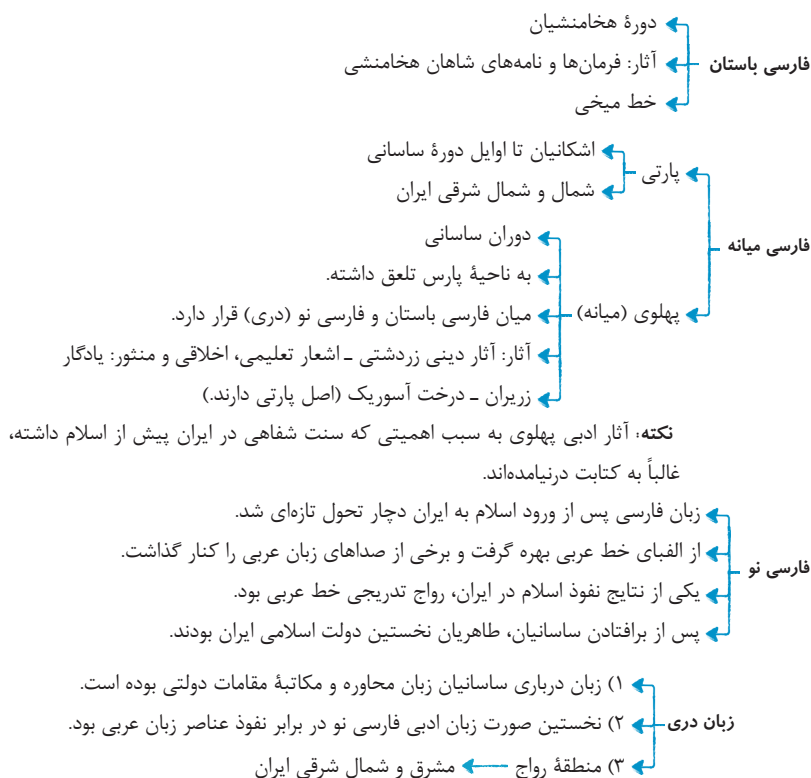 دورهٔ هخامنشیان
فارسی باستان
آثار: فرمان‌ها و نامه‌های شاهان هخامنشی
خط میخی
اشکانیان تا اوایل دورهٔ ساسانی
پارتی
شمال و شمال شرقی ایران
فارسی میانه
دوران ساسانی
به ناحیهٔ پارس تلعق داشته.
پهلوی (میانه)
میان فارسی باستان و فارسی نو (دری) قرار دارد.
آثار: آثار دینی زردشتی ـ اشعار تعلیمی، اخلاقی و منثور: یادگار
زریران ـ درخت آسوریک (اصل پارتی دارند.)
نکته: آثار ادبی پهلوی به سبب اهمیتی که سنت شفاهی در ایران پیش از اسلام داشته،
غالباً به کتابت درنیامده‌اند.
زبان فارسی پس از ورود اسلام به ایران دچار تحول تازه‌ای شد.
از الفبای خط عربی بهره گرفت و برخی از صداهای زبان عربی را کنار گذاشت.
فارسی نو
یکی از نتایج نفوذ اسلام در ایران، رواج تدریجی خط عربی بود.
پس از برافتادن ساسانیان، طاهریان نخستین دولت اسلامی ایران بودند.
۱) زبان درباری ساسانیان زبان محاوره و مکاتبهٔ مقامات دولتی بوده است.
زبان دری
۲) نخستین صورت زبان ادبی فارسی نو در برابر نفوذ عناصر زبان عربی بود.
۳) منطقهٔ رواج مشرق و شمال شرقی ایران